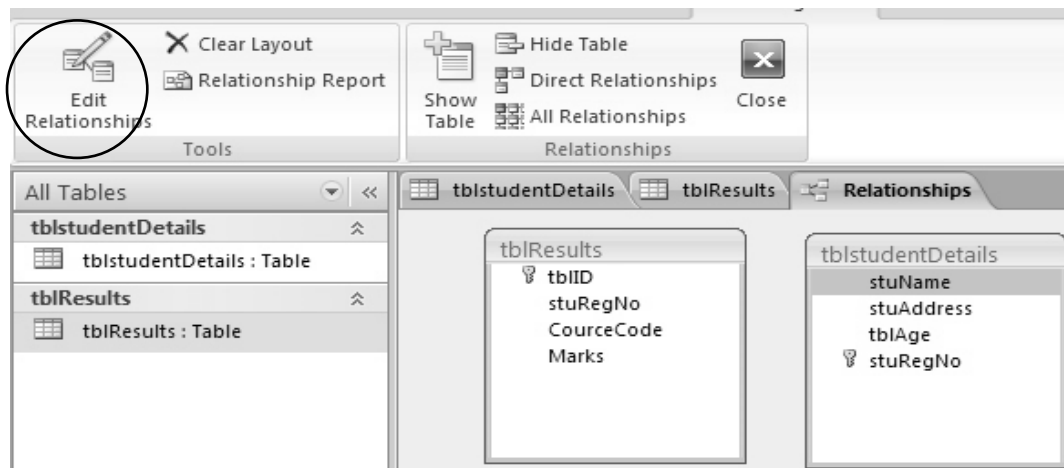 Edit
Relationships
Clear Layout
Relationship Report
Tools
Show
Table
Hide Table
Direct Relationships
All Relationships
Close
Relationships
All Tables
tblstudentDetails
tblstudentDetails : Table
tblResults
tblResults : Table
tblstudentDetails
tblResults
Relationships
tblResults
tblID
stuRegNo
CourceCode
Marks
tblstudentDetails
stuName
stuAddress
tblAge
stuRegNo